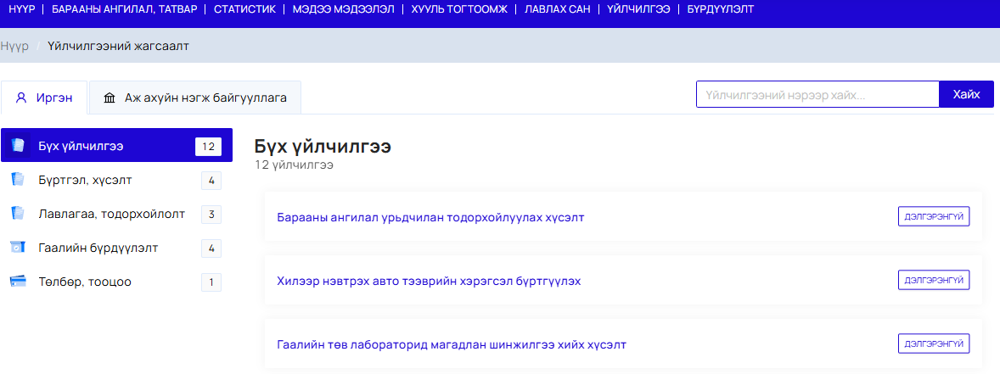 НҮҮР | БАРААНЫ АНГИЛАЛ, ТАТВАР | СТАТИСТИК | МЭДЭЭ МЭДЭЭЛЭЛ | ХУУЛЬ ТОГТООМЖ | ЛАВЛАХ САН | ҮЙЛЧИЛГЭЭ | БҮРДҮҮЛЭЛТ
Нүүр / Үйлчилгээний жагсаалт
Иргэн Аж ахуйн нэгж байгууллага Үйлчилгээний нэрээр хайх... Хайх
Бүх үйлчилгээ 12
Бүртгэл, хүсэлт 4
Лавлагаа, тодорхойлолт 3
Гаалийн бүрдүүлэлт 4
Төлбөр, тооцоо 1
Бүх үйлчилгээ
12 үйлчилгээ
Барааны ангилал урьдчилан тодорхойлуулах хүсэлт ДЭЛГЭРЭНГҮЙ
Хилээр нэвтрэх авто тээврийн хэрэгсэл бүртгүүлэх ДЭЛГЭРЭНГҮЙ
Гаалийн төв лабораторид магадлан шинжилгээ хийх хүсэлт ДЭЛГЭРЭНГҮЙ